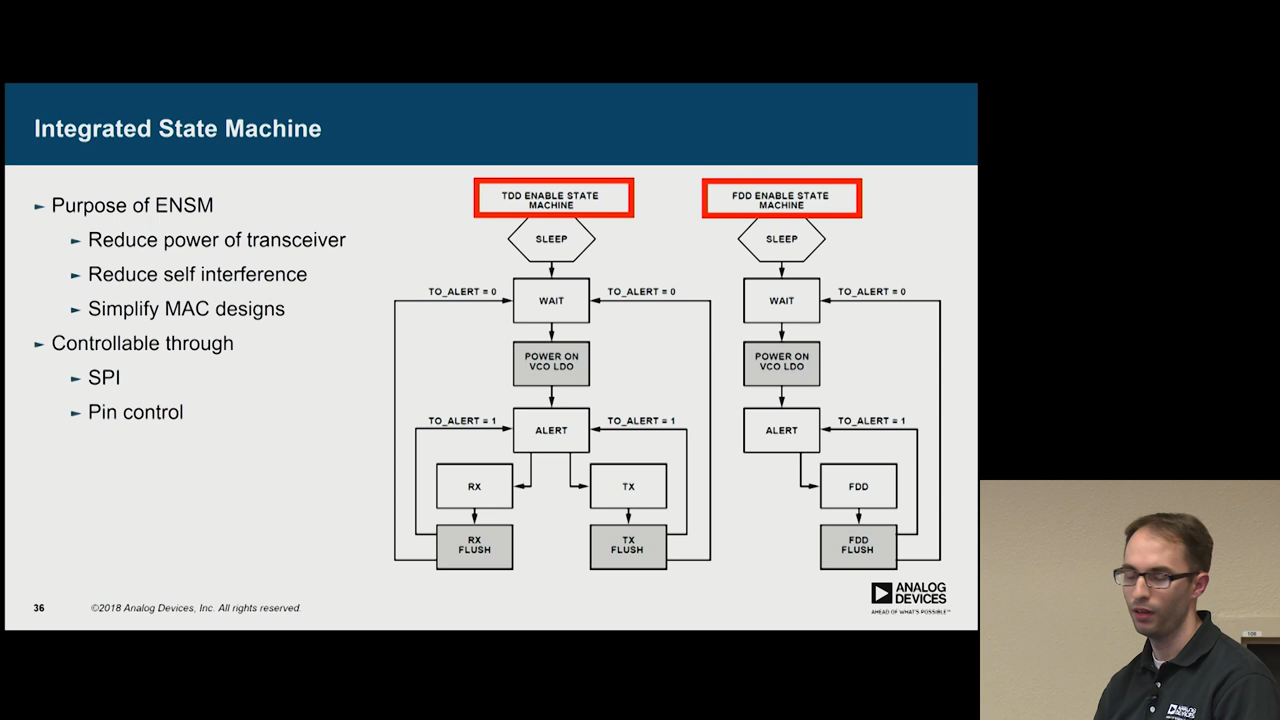 Integrated State Machine
► Purpose of ENSM
► Reduce power of transceiver
► Reduce self interference
► Simplify MAC designs
► Controllable through
► SPI
► Pin control
TDD ENABLE STATE
MACHINE
SLEEP
TO_ALERT = 0
TO_ALERT = 0
WAIT
POWER ON
VCO LDO
TO_ALERT = 1
TO_ALERT = 1
ALERT
RX
TX
RX
FLUSH
TX
FLUSH
FDD ENABLE STATE
MACHINE
SLEEP
TO_ALERT = 0
WAIT
POWER ON
VCO LDO
TO_ALERT = 1
ALERT
FDD
FDD
FLUSH
36
©2018 Analog Devices, Inc. All rights reserved.
ANALOG
DEVICES
AHEAD OF WHAT'S POSSIBLE™
106
ANALOG
DEVICES